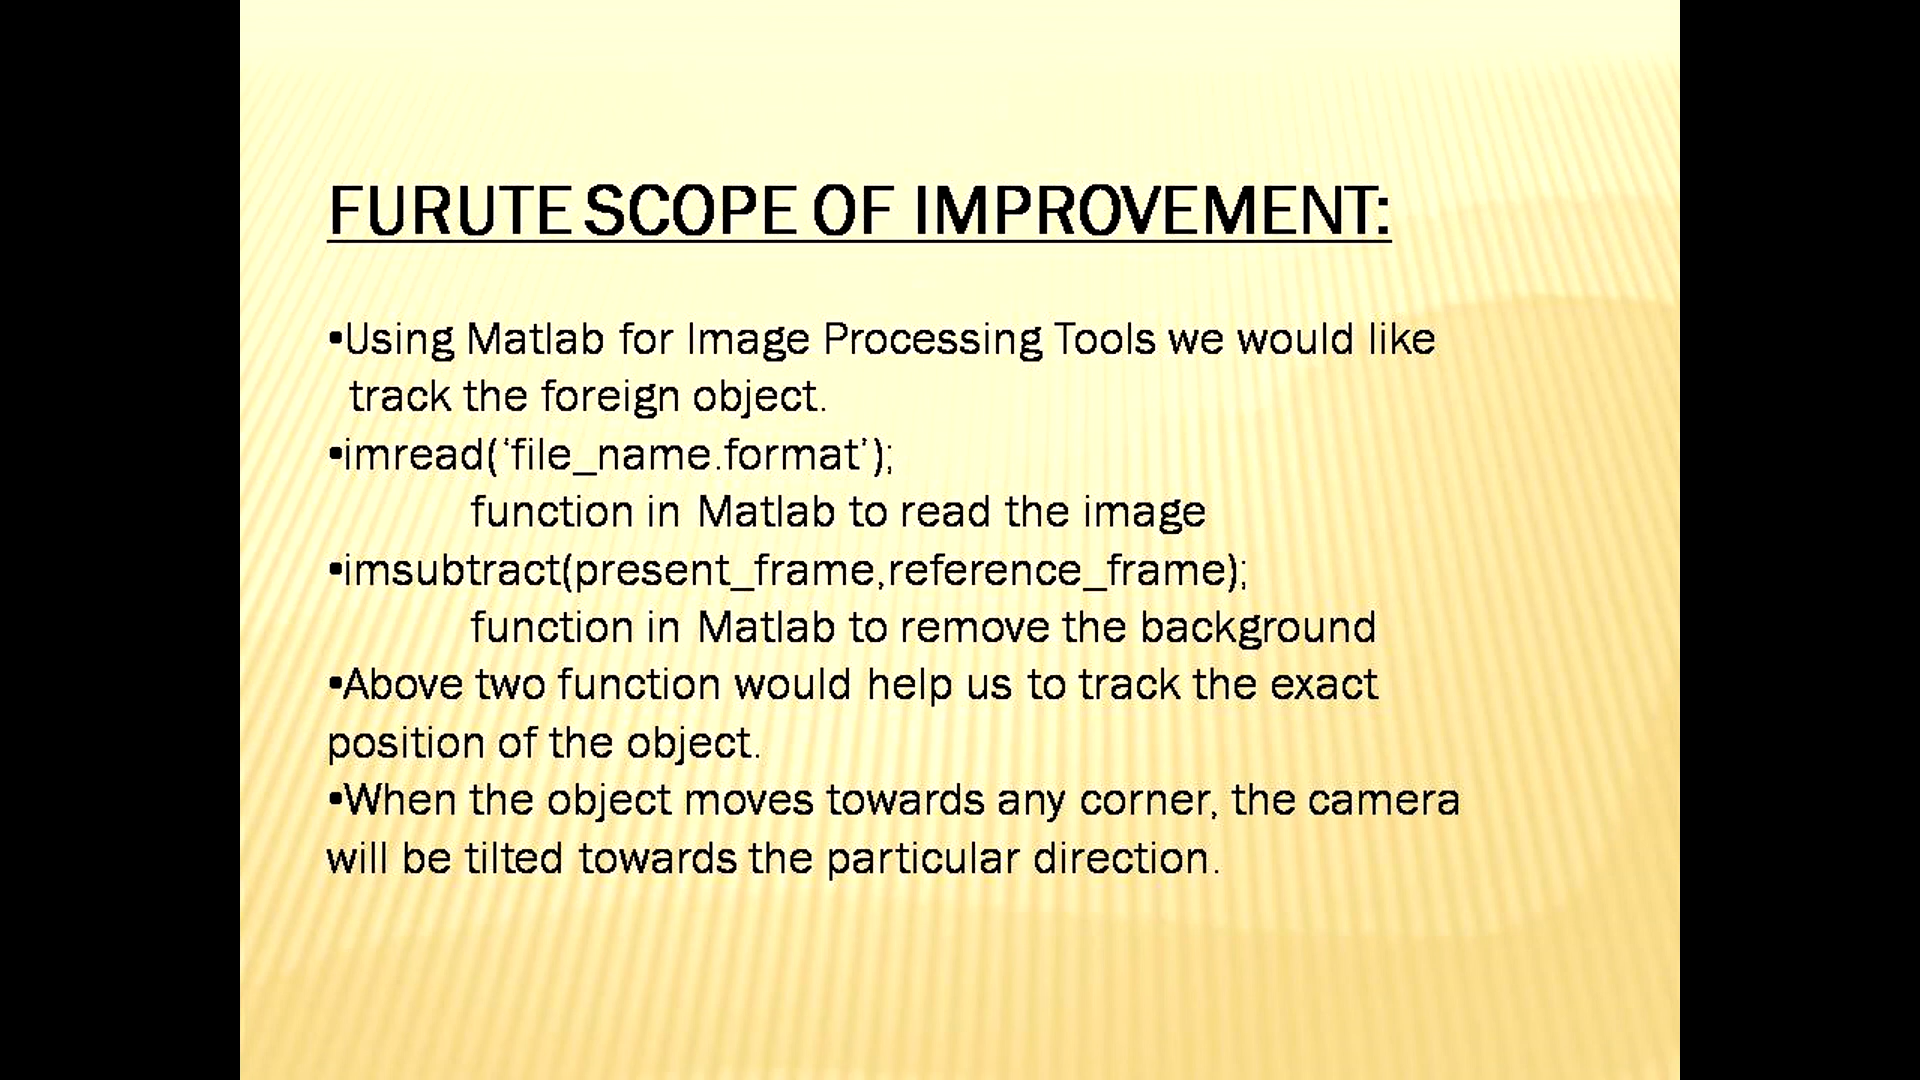 FURUTE SCOPE OF IMPROVEMENT:
•Using Matlab for Image Processing Tools we would like
track the foreign object.
•imread(‘file_name.format’);
function in Matlab to read the image
•imsubtract(present_frame,reference_frame);
function in Matlab to remove the background
•Above two function would help us to track the exact
position of the object.
•When the object moves towards any corner, the camera
will be tilted towards the particular direction.